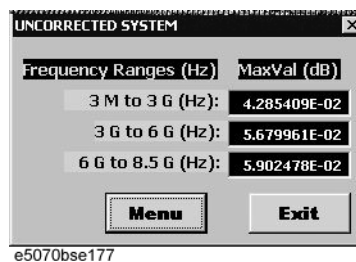 UNCORRECTED SYSTEM
Frequency Ranges (Hz) MaxVal (dB)
3 M to 3 G (Hz): 4.285409E-02
3 G to 6 G (Hz): 5.679961E-02
6 G to 8.5 G (Hz): 5.902478E-02
Menu Exit
e5070bse177